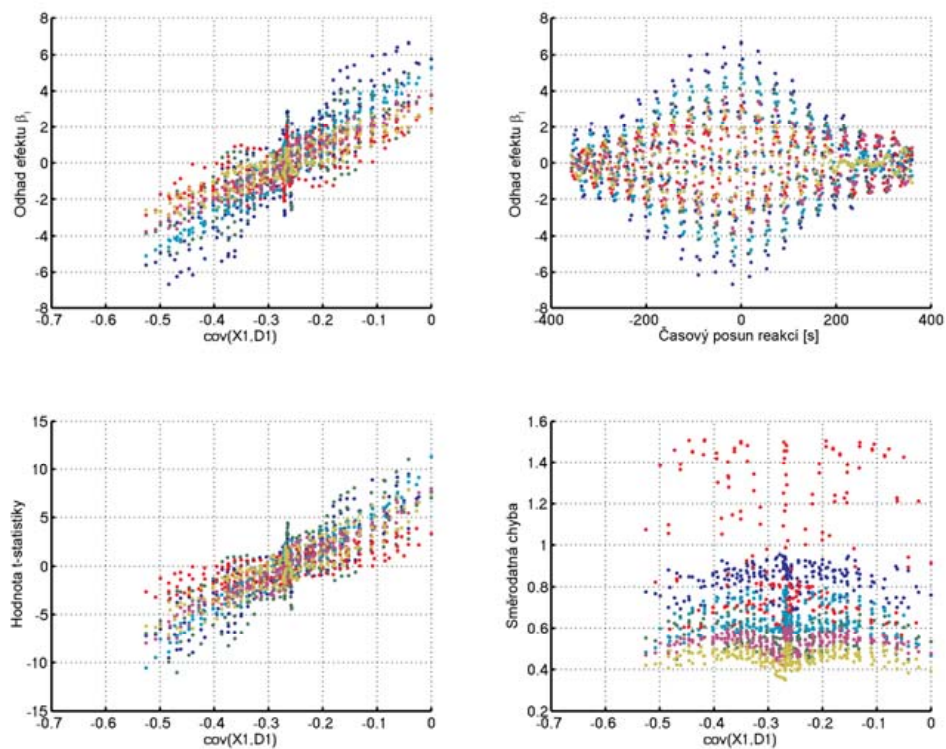 8
6
4
2
0
-2
-4
-6
-8
Odhad efektu βi
-0.7 -0.6 -0.5 -0.4 -0.3 -0.2 -0.1 0
cov(X1,D1)
8
6
4
2
0
-2
-4
-6
-8
Odhad efektu βi
-400 -200 0 200 400
Časový posun reakcí [s]
15
10
5
0
-5
-10
-15
Hodnota t-statistiky
-0.7 -0.6 -0.5 -0.4 -0.3 -0.2 -0.1 0
cov(X1,D1)
1.6
1.4
1.2
1
0.8
0.6
0.4
0.2
Směrodatná chyba
-0.7 -0.6 -0.5 -0.4 -0.3 -0.2 -0.1 0
cov(X1,D1)